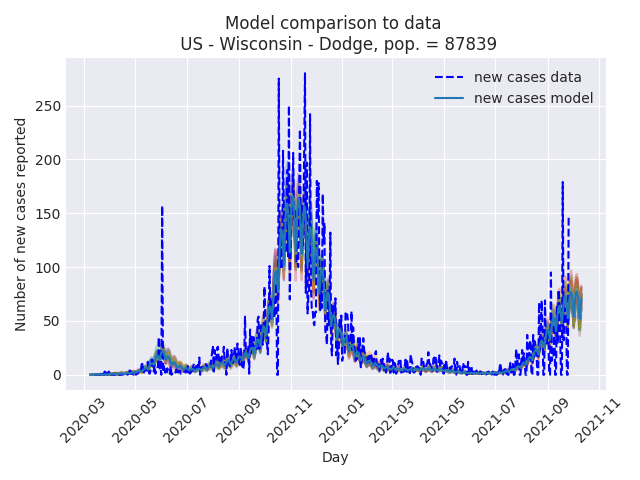 Model comparison to data
US - Wisconsin - Dodge, pop. = 87839
new cases data
new cases model
Number of new cases reported
250
200
150
100
50
0
2020-03
2020-05
2020-07
2020-09
2020-11
2021-01
2021-03
2021-05
2021-07
2021-09
2021-11
Day